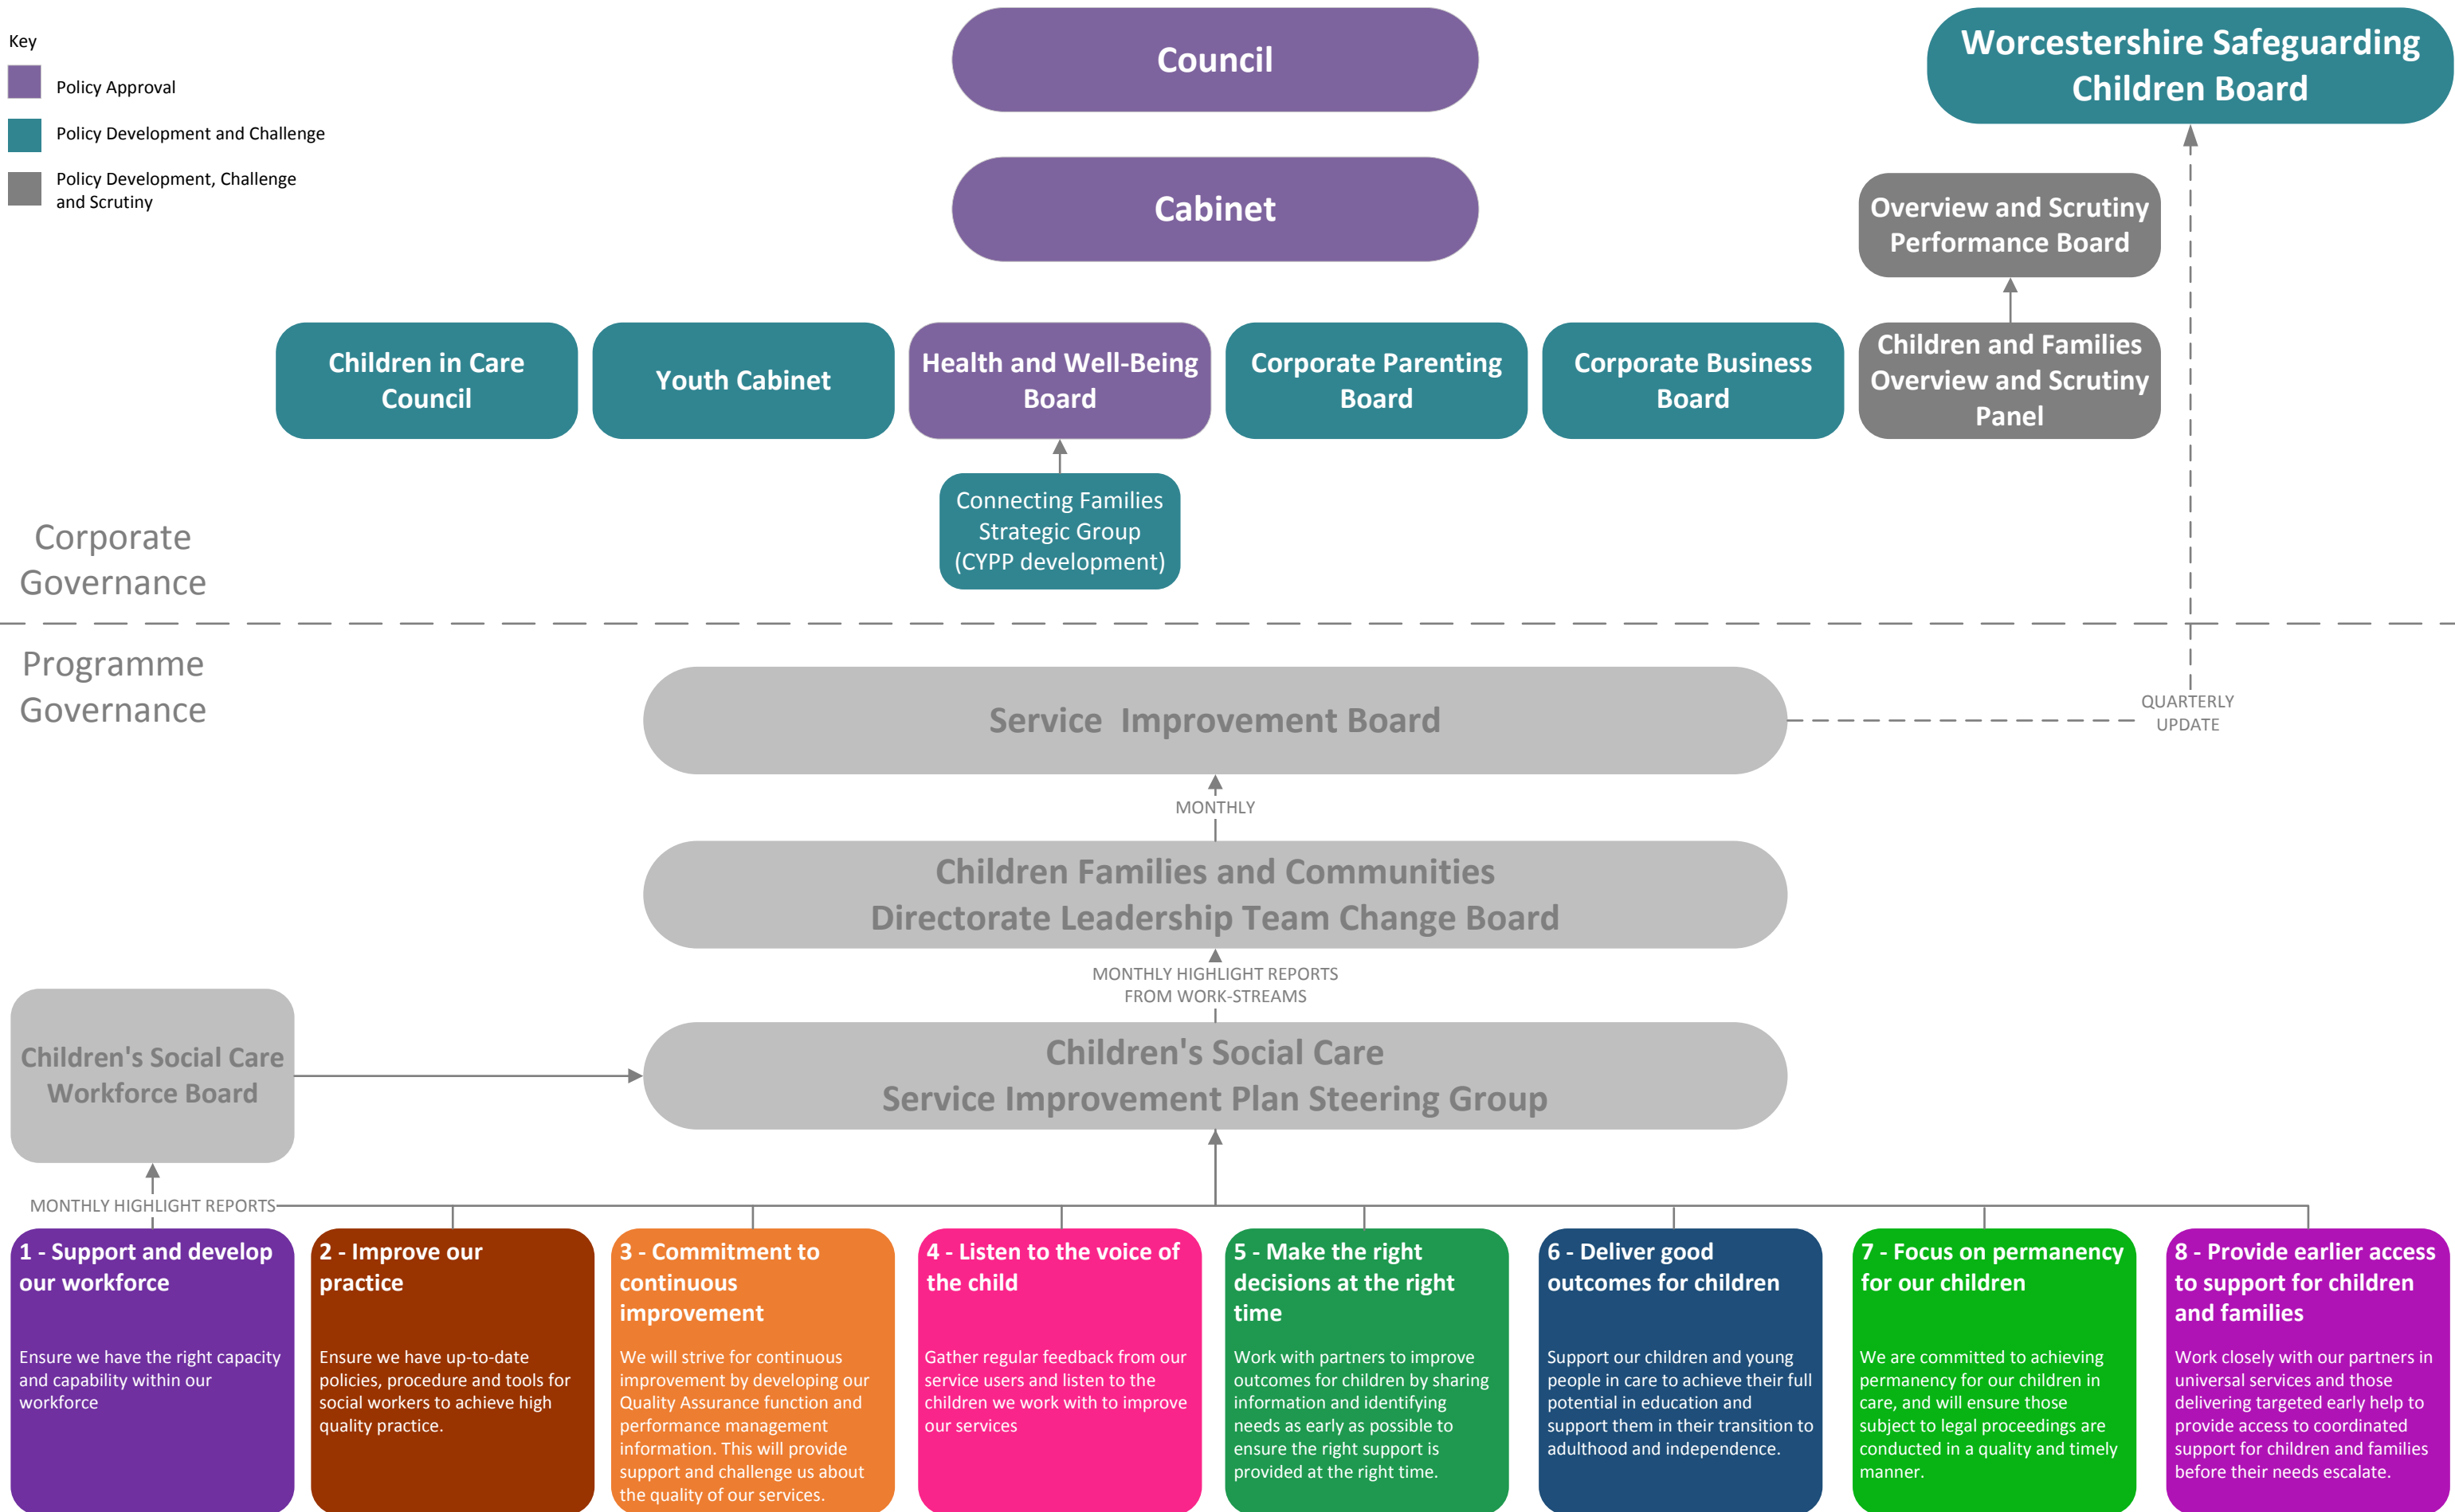 Key
Policy Approval
Policy Development and Challenge
Policy Development, Challenge
and Scrutiny
Council
Worcestershire Safeguarding
Children Board
Cabinet
Overview and Scrutiny
Performance Board
Children in Care
Council
Youth Cabinet
Health and Well-Being
Board
Corporate Parenting
Board
Corporate Business
Board
Children and Families
Overview and Scrutiny
Panel
Connecting Families
Strategic Group
(CYPP development)
Corporate
Governance
Programme
Governance
Service  Improvement Board
QUARTERLY
UPDATE
MONTHLY
Children Families and Communities
Directorate Leadership Team Change Board
MONTHLY HIGHLIGHT REPORTS
FROM WORK-STREAMS
Children's Social Care
Workforce Board
Children's Social Care
Service Improvement Plan Steering Group
MONTHLY HIGHLIGHT REPORTS
1 - Support and develop
our workforce
Ensure we have the right capacity
and capability within our
workforce
2 - Improve our
practice
Ensure we have up-to-date
policies, procedure and tools for
social workers to achieve high
quality practice.
3 - Commitment to
continuous
improvement
We will strive for continuous
improvement by developing our
Quality Assurance function and
performance management
information. This will provide
support and challenge us about
the quality of our services.
4 - Listen to the voice of
the child
Gather regular feedback from our
service users and listen to the
children we work with to improve
our services
5 - Make the right
decisions at the right
time
Work with partners to improve
outcomes for children by sharing
information and identifying
needs as early as possible to
ensure the right support is
provided at the right time.
6 - Deliver good
outcomes for children
Support our children and young
people in care to achieve their full
potential in education and
support them in their transition to
adulthood and independence.
7 - Focus on permanency
for our children
We are committed to achieving
permanency for our children in
care, and will ensure those
subject to legal proceedings are
conducted in a quality and timely
manner.
8 - Provide earlier access
to support for children
and families
Work closely with our partners in
universal services and those
delivering targeted early help to
provide access to coordinated
support for children and families
before their needs escalate.